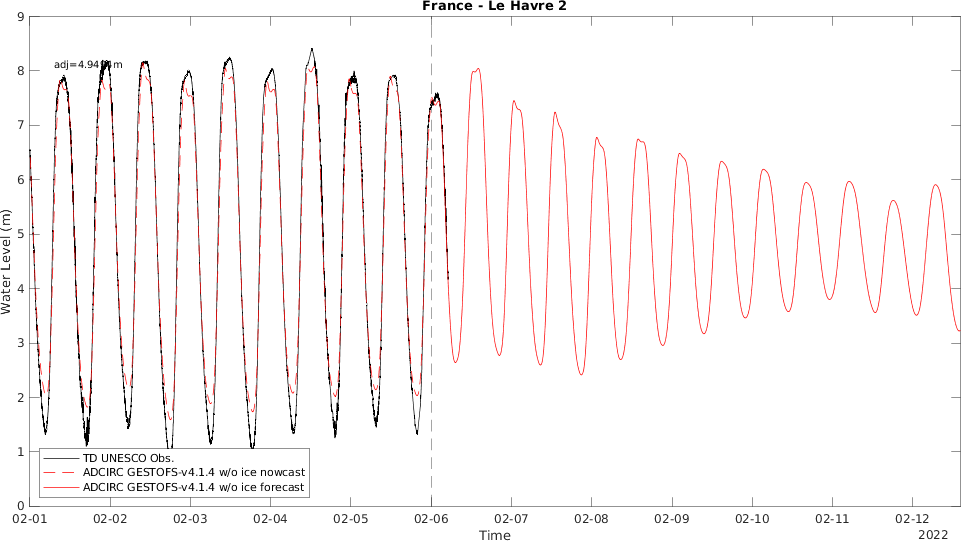 France - Le Havre 2
9
8
7
6
5
4
3
2
1
0
Water Level (m)
TD UNESCO Obs.
ADCIRC GESTOFS-v4.1.4 w/o ice nowcast
ADCIRC GESTOFS-v4.1.4 w/o ice forecast
02-01 02-02 02-03 02-04 02-05 02-06 02-07 02-08 02-09 02-10 02-11 02-12
Time
2022